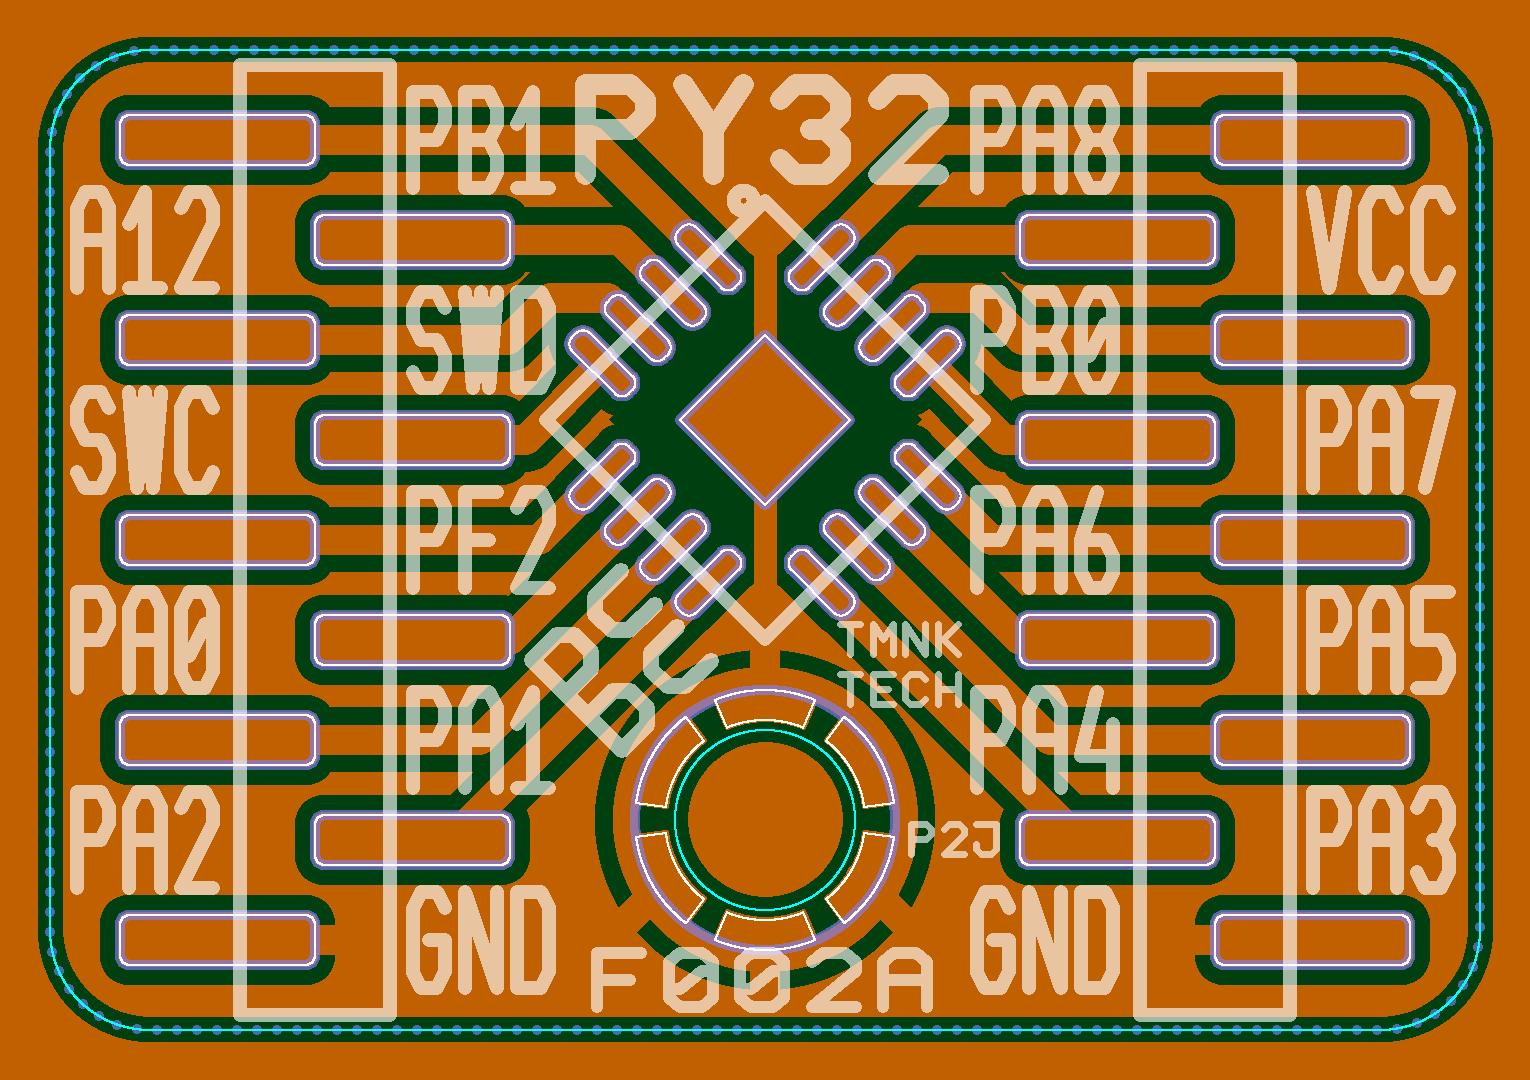 PB1 PY32 PA8
A12 VCC
SWD PB0
SWC PA7
PF2 PA6
PA0 PA5
TMNK
TECH
PA1 PA4
PA2 P2J PA3
GND GND
F002A